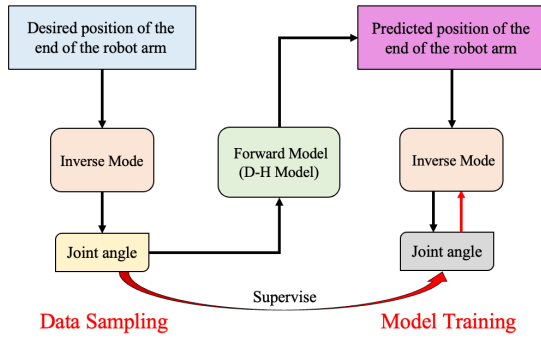 Desired position of the
end of the robot arm
Predicted position of the
end of the robot arm
Inverse Mode
Forward Model
(D-H Model)
Inverse Mode
Joint angle
Joint angle
Supervise
Data Sampling
Model Training